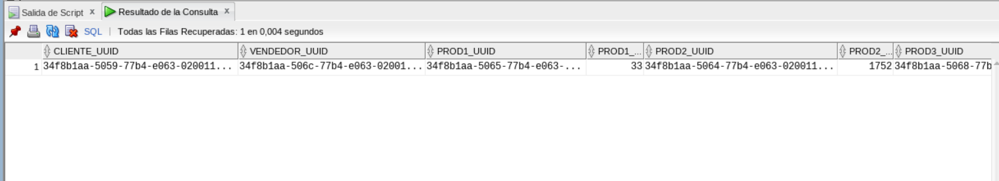 Salida de Script x Resultado de la Consulta x
SQL | Todas las Filas Recuperadas: 1 en 0,004 segundos
CLIENTE_UUID VENDEDOR_UUID PROD1_UUID PROD1_... PROD2_UUID PROD2_... PROD3_UUID
1 34f8b1aa-5059-77b4-e063-020011... 34f8b1aa-506c-77b4-e063-02001... 34f8b1aa-5065-77b4-e063-... 33 34f8b1aa-5064-77b4-e063-020011... 1752 34f8b1aa-5068-77b